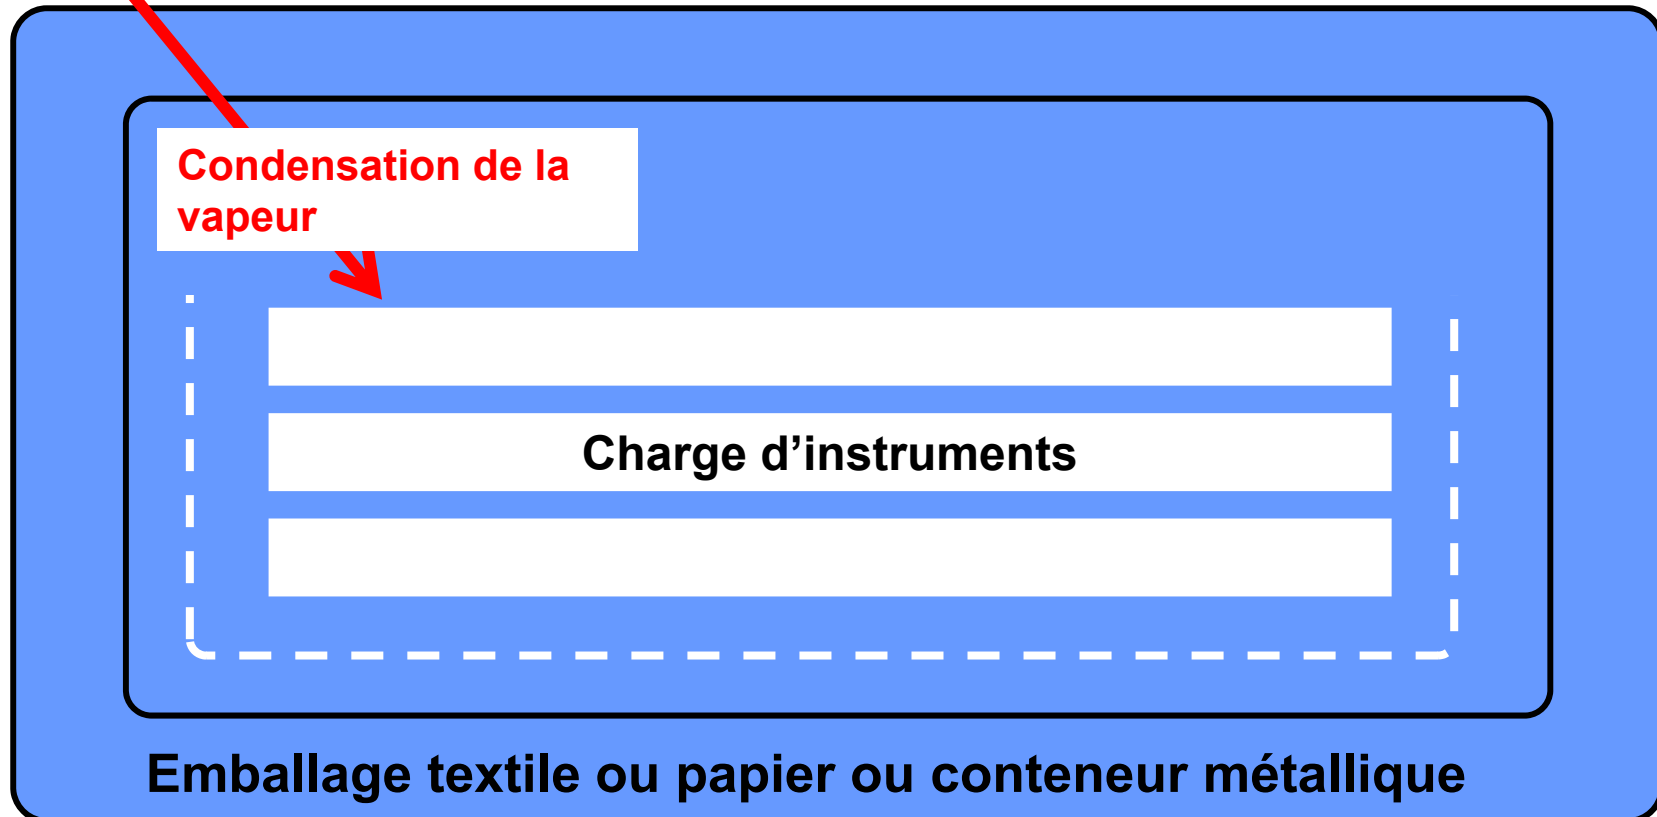 Condensation de la
vapeur
Charge d’instruments
Emballage textile ou papier ou conteneur métallique